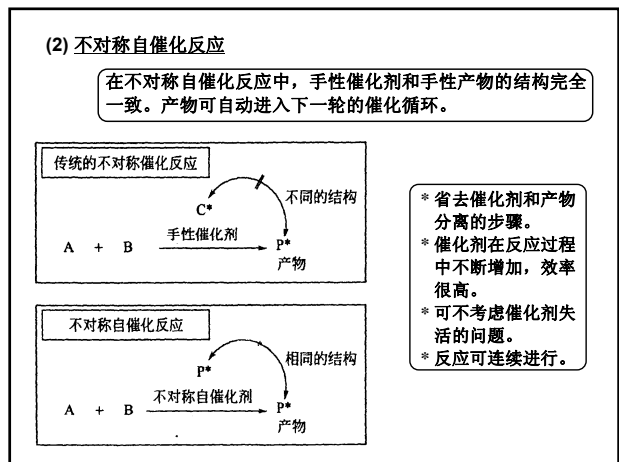 (2) 不对称自催化反应
在不对称自催化反应中，手性催化剂和手性产物的结构完全
一致。产物可自动进入下一轮的催化循环。
传统的不对称催化反应
C*
不同的结构
A + B
手性催化剂
P*
产物
不对称自催化反应
P*
相同的结构
A + B
不对称自催化剂
P*
产物
* 省去催化剂和产物
分离的步骤。
* 催化剂在反应过程
中不断增加，效率
很高。
* 可不考虑催化剂失
活的问题。
* 反应可连续进行。